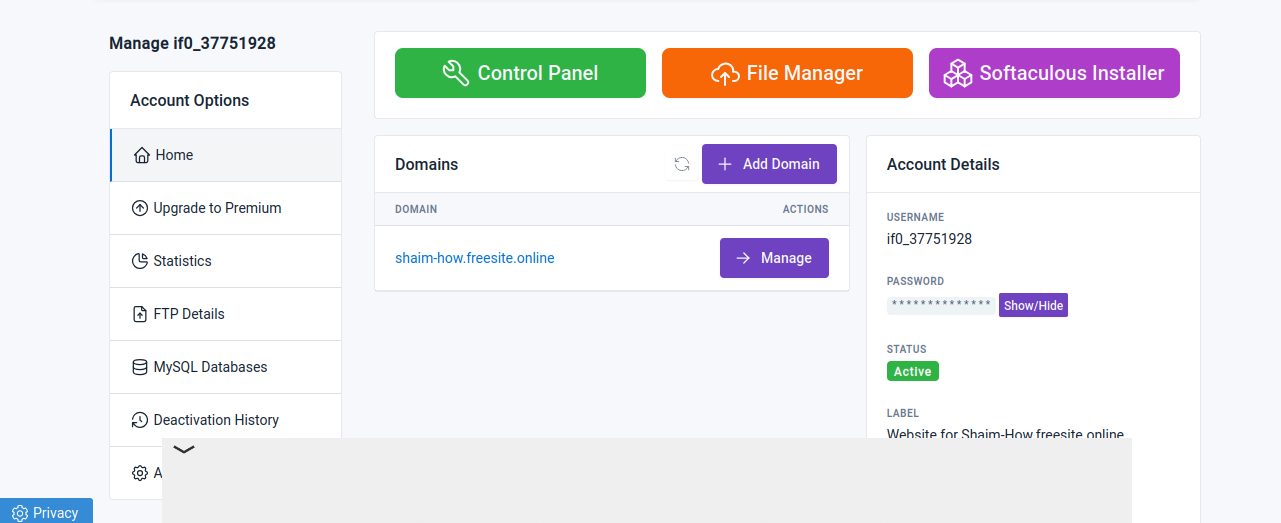 Manage if0_37751928
Account Options
Home
Upgrade to Premium
Statistics
FTP Details
MySQL Databases
Deactivation History
A
Privacy
Control Panel
File Manager
Softaculous Installer
Domains
Add Domain
DOMAIN
ACTIONS
shaim-how.freesite.online
Manage
Account Details
USERNAME
if0_37751928
PASSWORD
**************
Show/Hide
STATUS
Active
LABEL
Website for Shaim-How.freesite.online